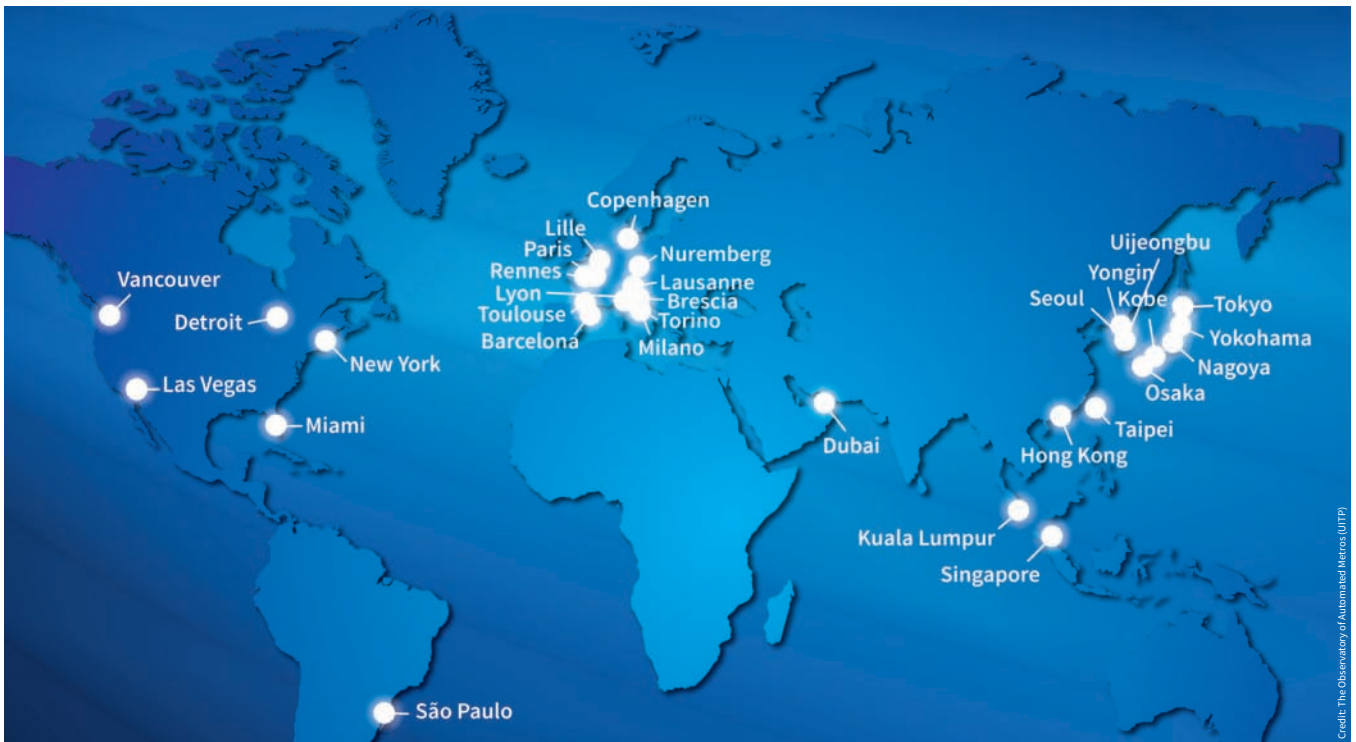 Copenhagen
Lille
Paris
Rennes
Lyon
Toulouse
Barcelona
Nuremberg
Lausanne
Brescia
Torino
Milano
Uijeongbu
Yongin
Seoul
Kobe
Tokyo
Yokohama
Nagoya
Osaka
Vancouver
Detroit
New York
Las Vegas
Miami
Dubai
Taipei
Hong Kong
Kuala Lumpur
Singapore
São Paulo
Credit: The Observatory of Automated Metros (UITP)